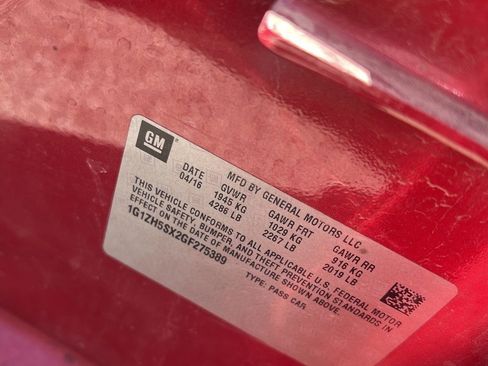 GM
MFD BY GENERAL MOTORS LLC
DATE GVWR GAWR FRT GAWR RR
04/16 1945 KG 1029 KG 916 KG
4286 LB 2267 LB 2019 LB
THIS VEHICLE CONFORMS TO ALL APPLICABLE U.S. FEDERAL MOTOR
VEHICLE SAFETY, BUMPER, AND THEFT PREVENTION STANDARDS IN
EFFECT ON THE DATE OF MANUFACTURE SHOWN ABOVE.
1G1ZH5SX2GF275389
TYPE: PASS CAR